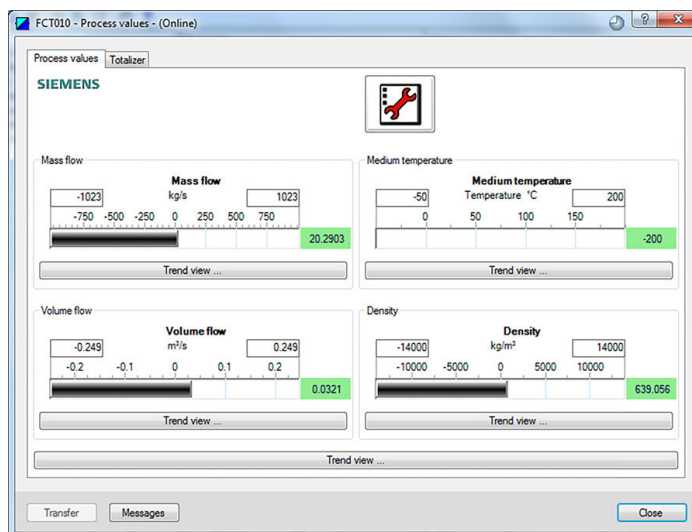 FCT010 - Process values - (Online)
Process values Totalizer
SIEMENS
Mass flow
Mass flow
-1023 kg/s 1023
-750 -500 -250 0 250 500 750
20.2903
Trend view ...
Medium temperature
Medium temperature
-50 Temperature °C 200
0 50 100 150
-200
Trend view ...
Volume flow
Volume flow
-0.249 m³/s 0.249
-0.2 -0.1 0 0.1 0.2
0.0321
Trend view ...
Density
Density
-14000 kg/m³ 14000
-10000 -5000 0 5000 10000
639.056
Trend view ...
Trend view ...
Transfer Messages Close